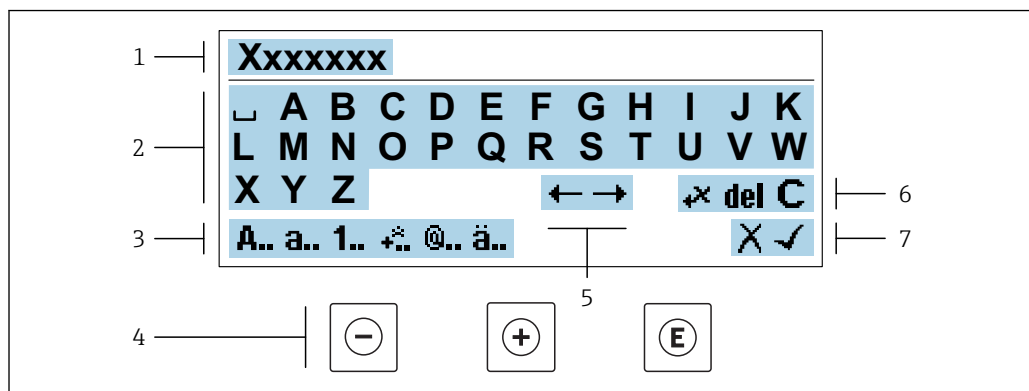 1 Xxxxxxx
2 ␣ A B C D E F G H I J K
L M N O P Q R S T U V W
X Y Z ← → +× del C 6
3 A.. a.. 1.. +*.. @.. ä.. X ✓ 7
5
4 − + E